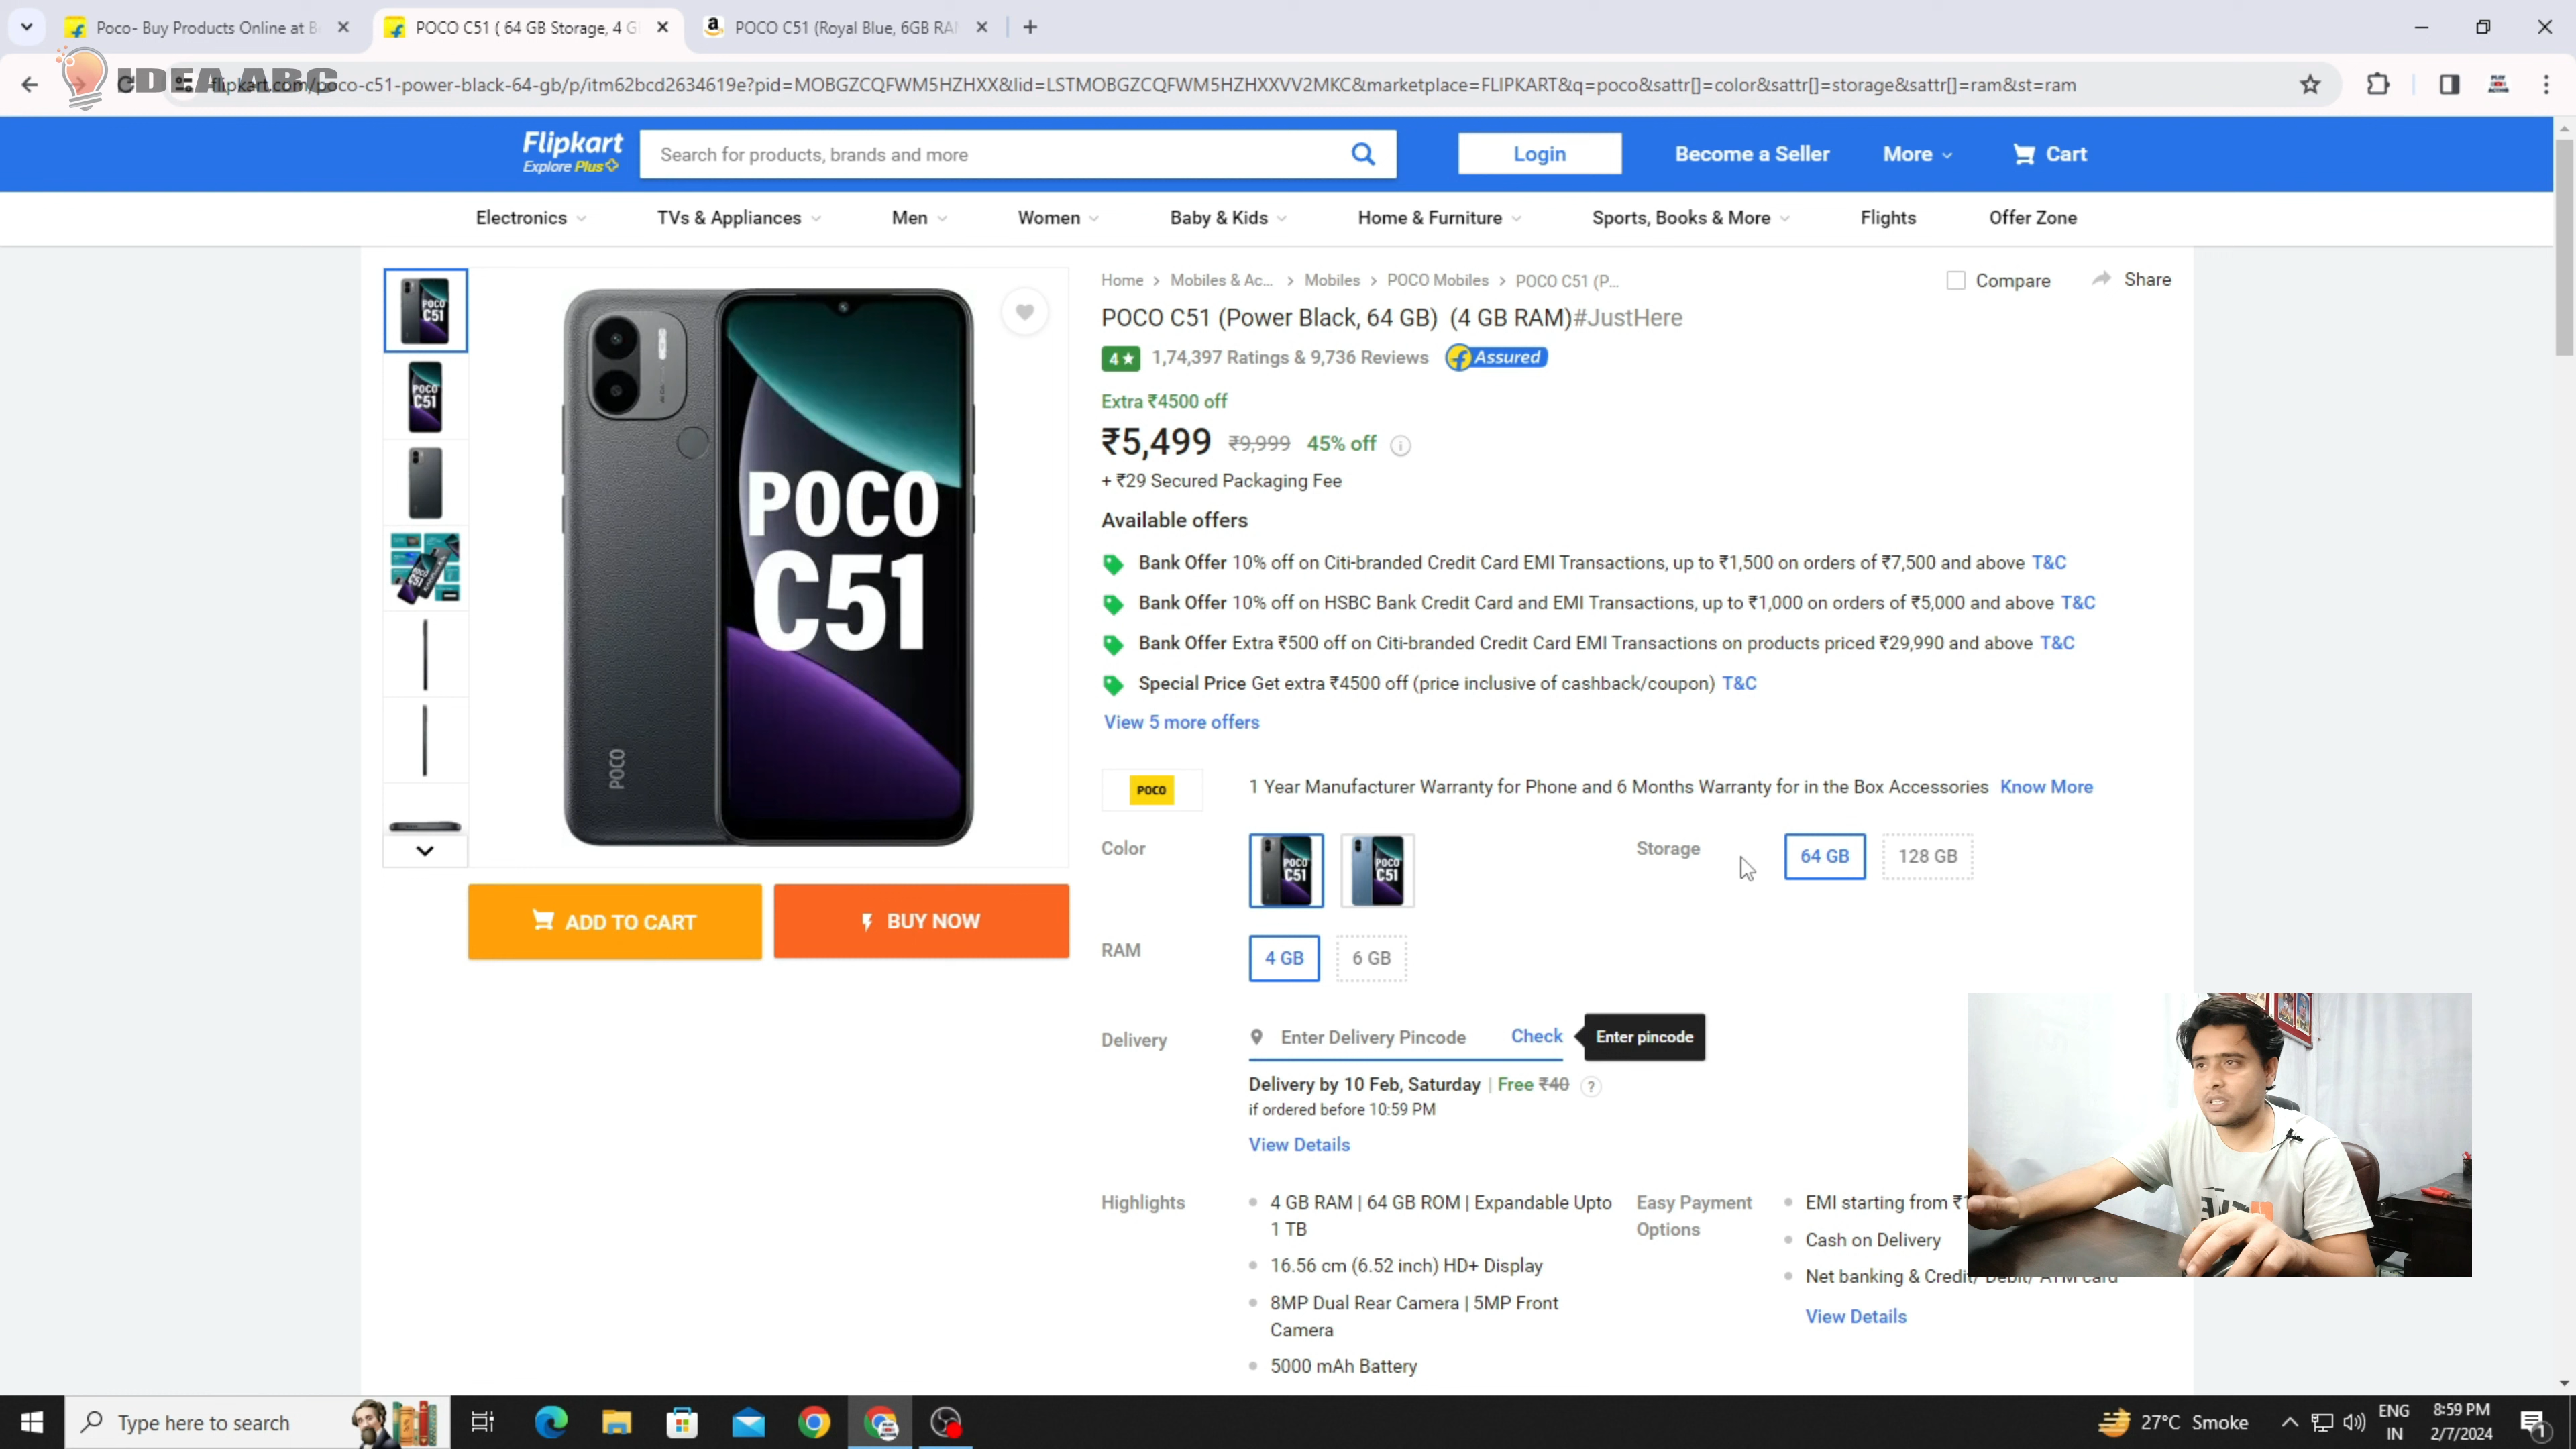 Poco- Buy Products Online at B
POCO C51 ( 64 GB Storage, 4 G
POCO C51 (Royal Blue, 6GB RA
IDEA ABC
flipkart.com/poco-c51-power-black-64-gb/p/itm62bcd2634619e?pid=MOBGZCQFWM5HZHXX&lid=LSTMOBGZCQFWM5HZHXXVV2MKC&marketplace=FLIPKART&q=poco&sattr[]=color&sattr[]=storage&sattr[]=ram&st=ram
Flipkart
Explore Plus
Search for products, brands and more
Login
Become a Seller
More
Cart
Electronics
TVs & Appliances
Men
Women
Baby & Kids
Home & Furniture
Sports, Books & More
Flights
Offer Zone
Home > Mobiles & Ac... > Mobiles > POCO Mobiles > POCO C51 (P...
Compare
Share
POCO C51 (Power Black, 64 GB) (4 GB RAM)#JustHere
4★ 1,74,397 Ratings & 9,736 Reviews Assured
Extra ₹4500 off
₹5,499 ₹9,999 45% off
+ ₹29 Secured Packaging Fee
Available offers
Bank Offer 10% off on Citi-branded Credit Card EMI Transactions, up to ₹1,500 on orders of ₹7,500 and above T&C
Bank Offer 10% off on HSBC Bank Credit Card and EMI Transactions, up to ₹1,000 on orders of ₹5,000 and above T&C
Bank Offer Extra ₹500 off on Citi-branded Credit Card EMI Transactions on products priced ₹29,990 and above T&C
Special Price Get extra ₹4500 off (price inclusive of cashback/coupon) T&C
View 5 more offers
POCO
C51
POCO
ADD TO CART
BUY NOW
POCO
1 Year Manufacturer Warranty for Phone and 6 Months Warranty for in the Box Accessories Know More
Color
POCO C51
POCO C51
Storage
64 GB
128 GB
RAM
4 GB
6 GB
Delivery
Enter Delivery Pincode
Check
Enter pincode
Delivery by 10 Feb, Saturday | Free ₹40 ?
if ordered before 10:59 PM
View Details
Highlights
4 GB RAM | 64 GB ROM | Expandable Upto
1 TB
16.56 cm (6.52 inch) HD+ Display
8MP Dual Rear Camera | 5MP Front
Camera
5000 mAh Battery
Easy Payment
Options
EMI starting from ₹
Cash on Delivery
Net banking & Credit/ Debit/ ATM card
View Details
Type here to search
27°C Smoke
ENG
IN
8:59 PM
2/7/2024
1